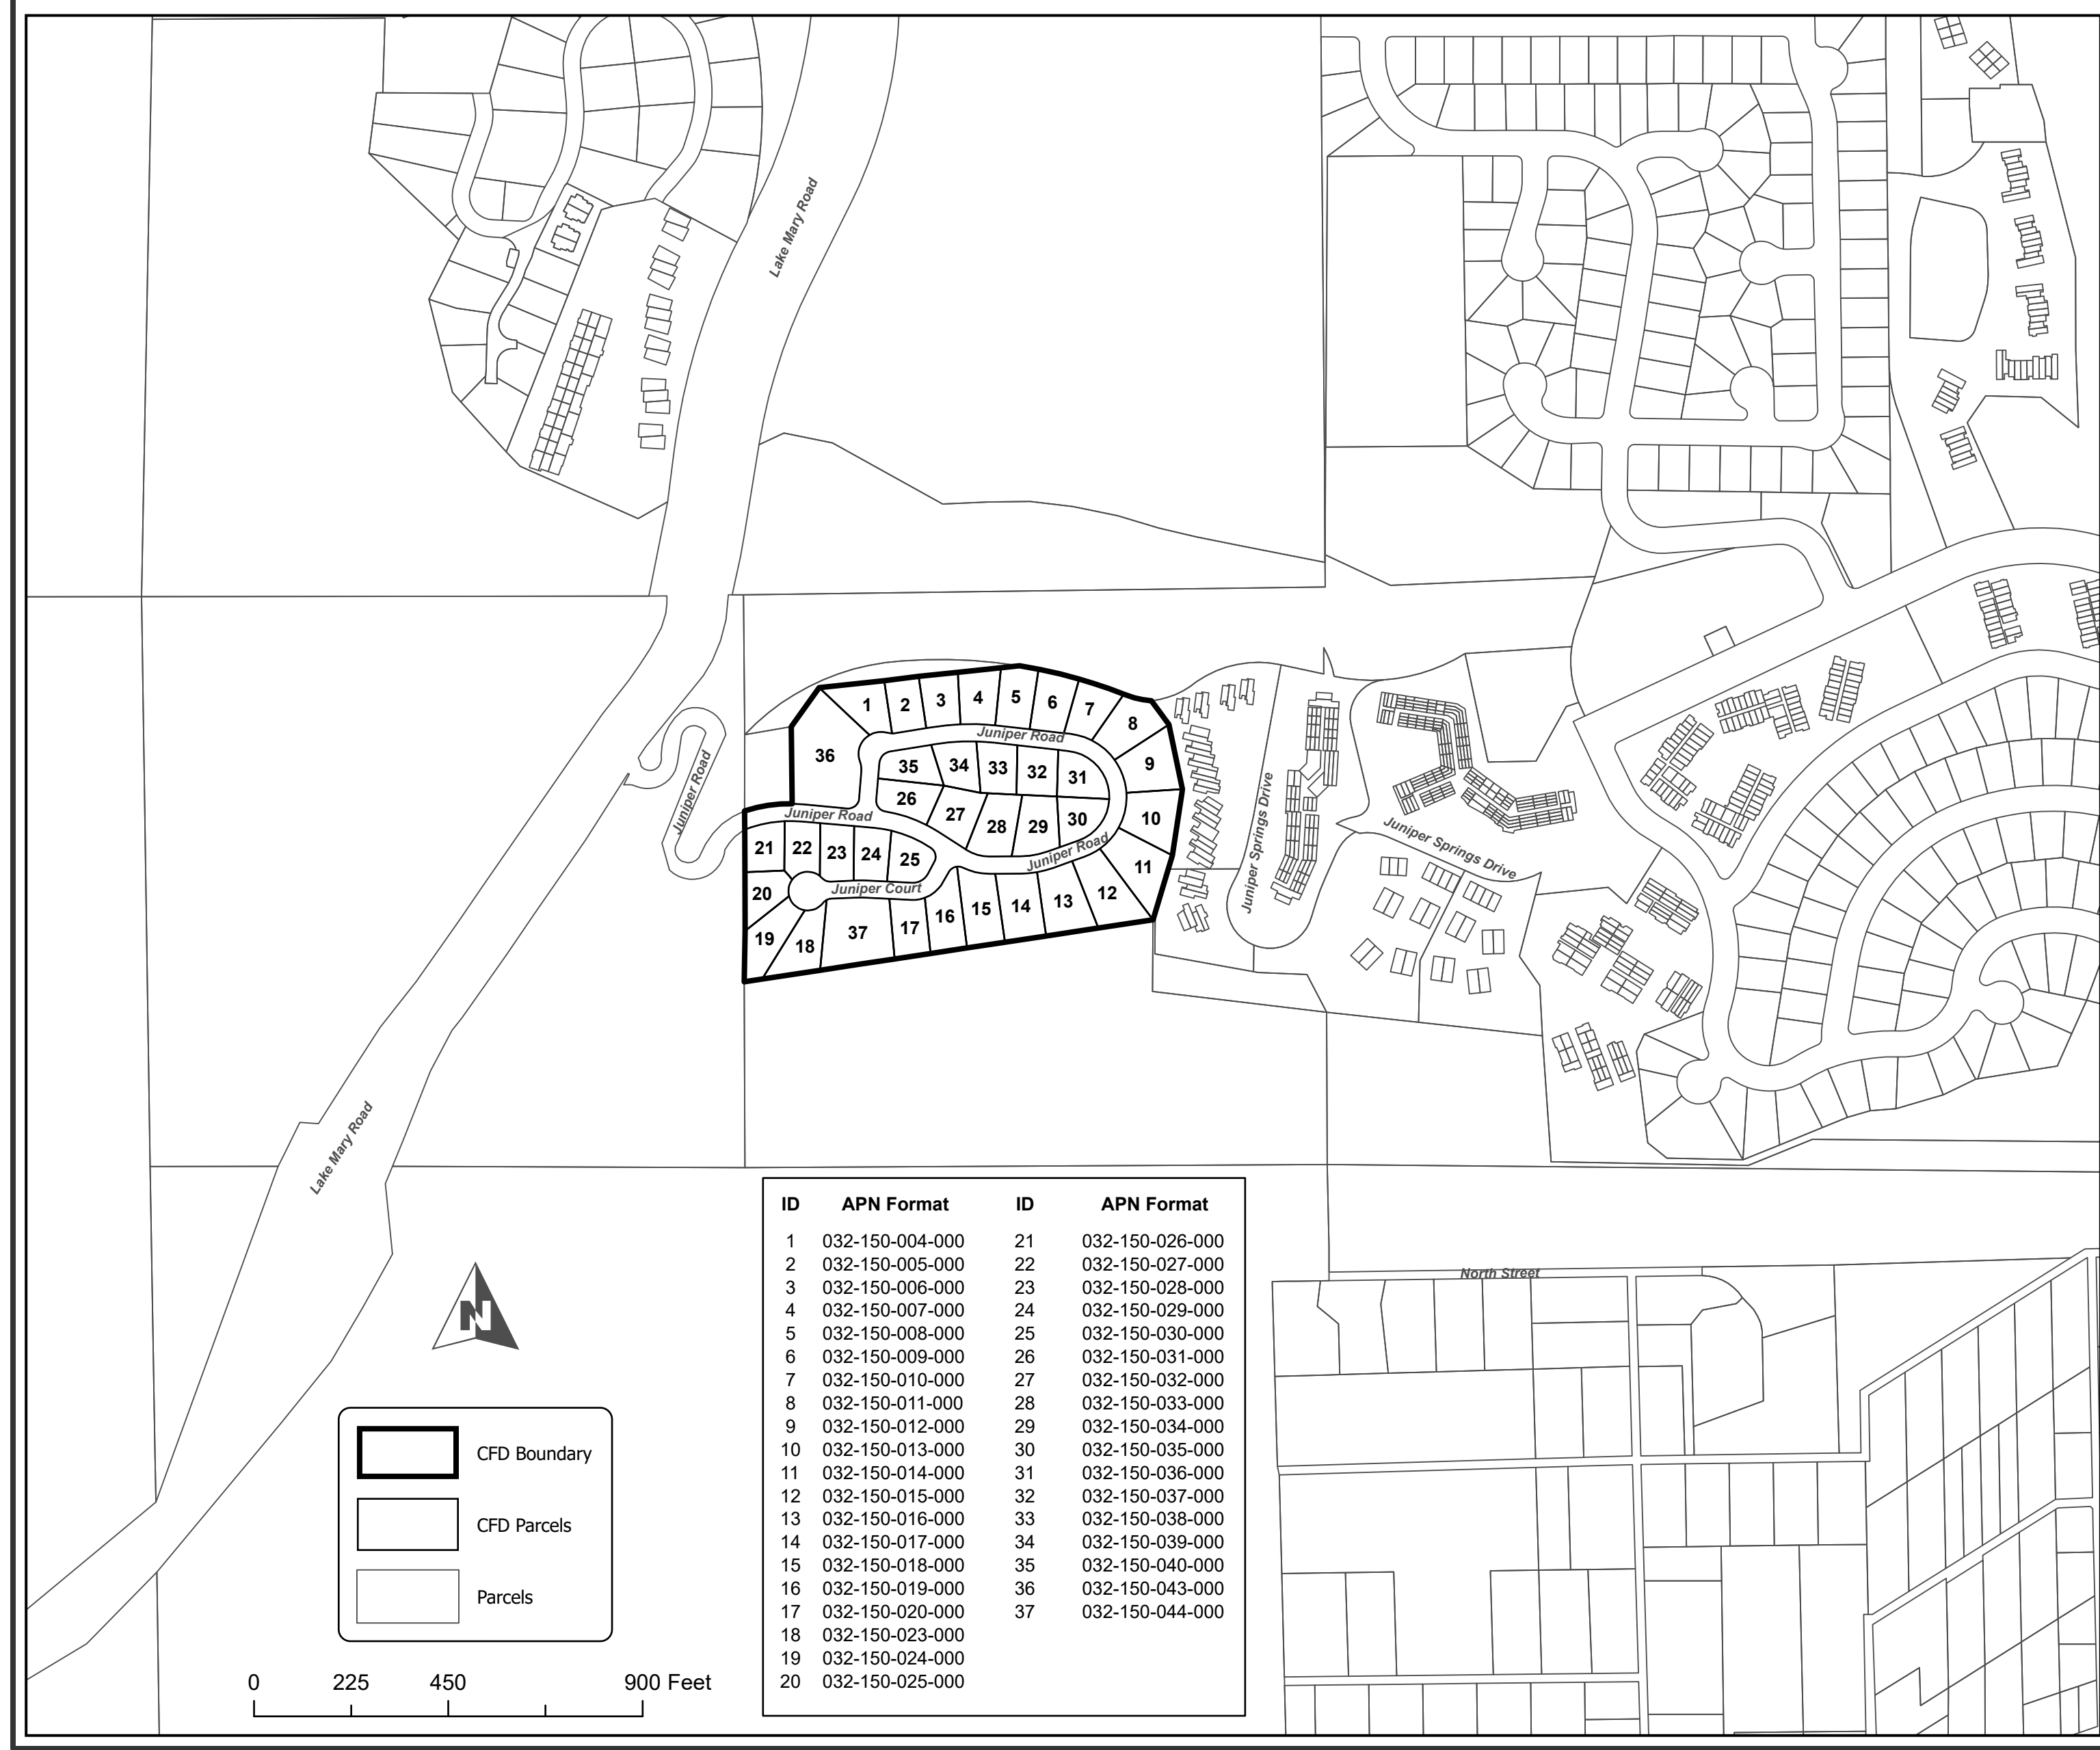 Lake Mary Road
Juniper Road
1 2 3 4 5 6 7 8
Juniper Road
36 35 34 33 32 31 9
26 27 28 29 30 10
Juniper Road
Juniper Road
21 22 23 24 25 11
20 Juniper Court
19 18 37 17 16 15 14 13 12
Juniper Springs Drive
Juniper Springs Drive
Lake Mary Road
North Street
ID APN Format ID APN Format
1 032-150-004-000 21 032-150-026-000
2 032-150-005-000 22 032-150-027-000
3 032-150-006-000 23 032-150-028-000
4 032-150-007-000 24 032-150-029-000
5 032-150-008-000 25 032-150-030-000
6 032-150-009-000 26 032-150-031-000
7 032-150-010-000 27 032-150-032-000
8 032-150-011-000 28 032-150-033-000
9 032-150-012-000 29 032-150-034-000
10 032-150-013-000 30 032-150-035-000
11 032-150-014-000 31 032-150-036-000
12 032-150-015-000 32 032-150-037-000
13 032-150-016-000 33 032-150-038-000
14 032-150-017-000 34 032-150-039-000
15 032-150-018-000 35 032-150-040-000
16 032-150-019-000 36 032-150-043-000
17 032-150-020-000 37 032-150-044-000
18 032-150-023-000
19 032-150-024-000
20 032-150-025-000
N
CFD Boundary
CFD Parcels
Parcels
0 225 450 900 Feet